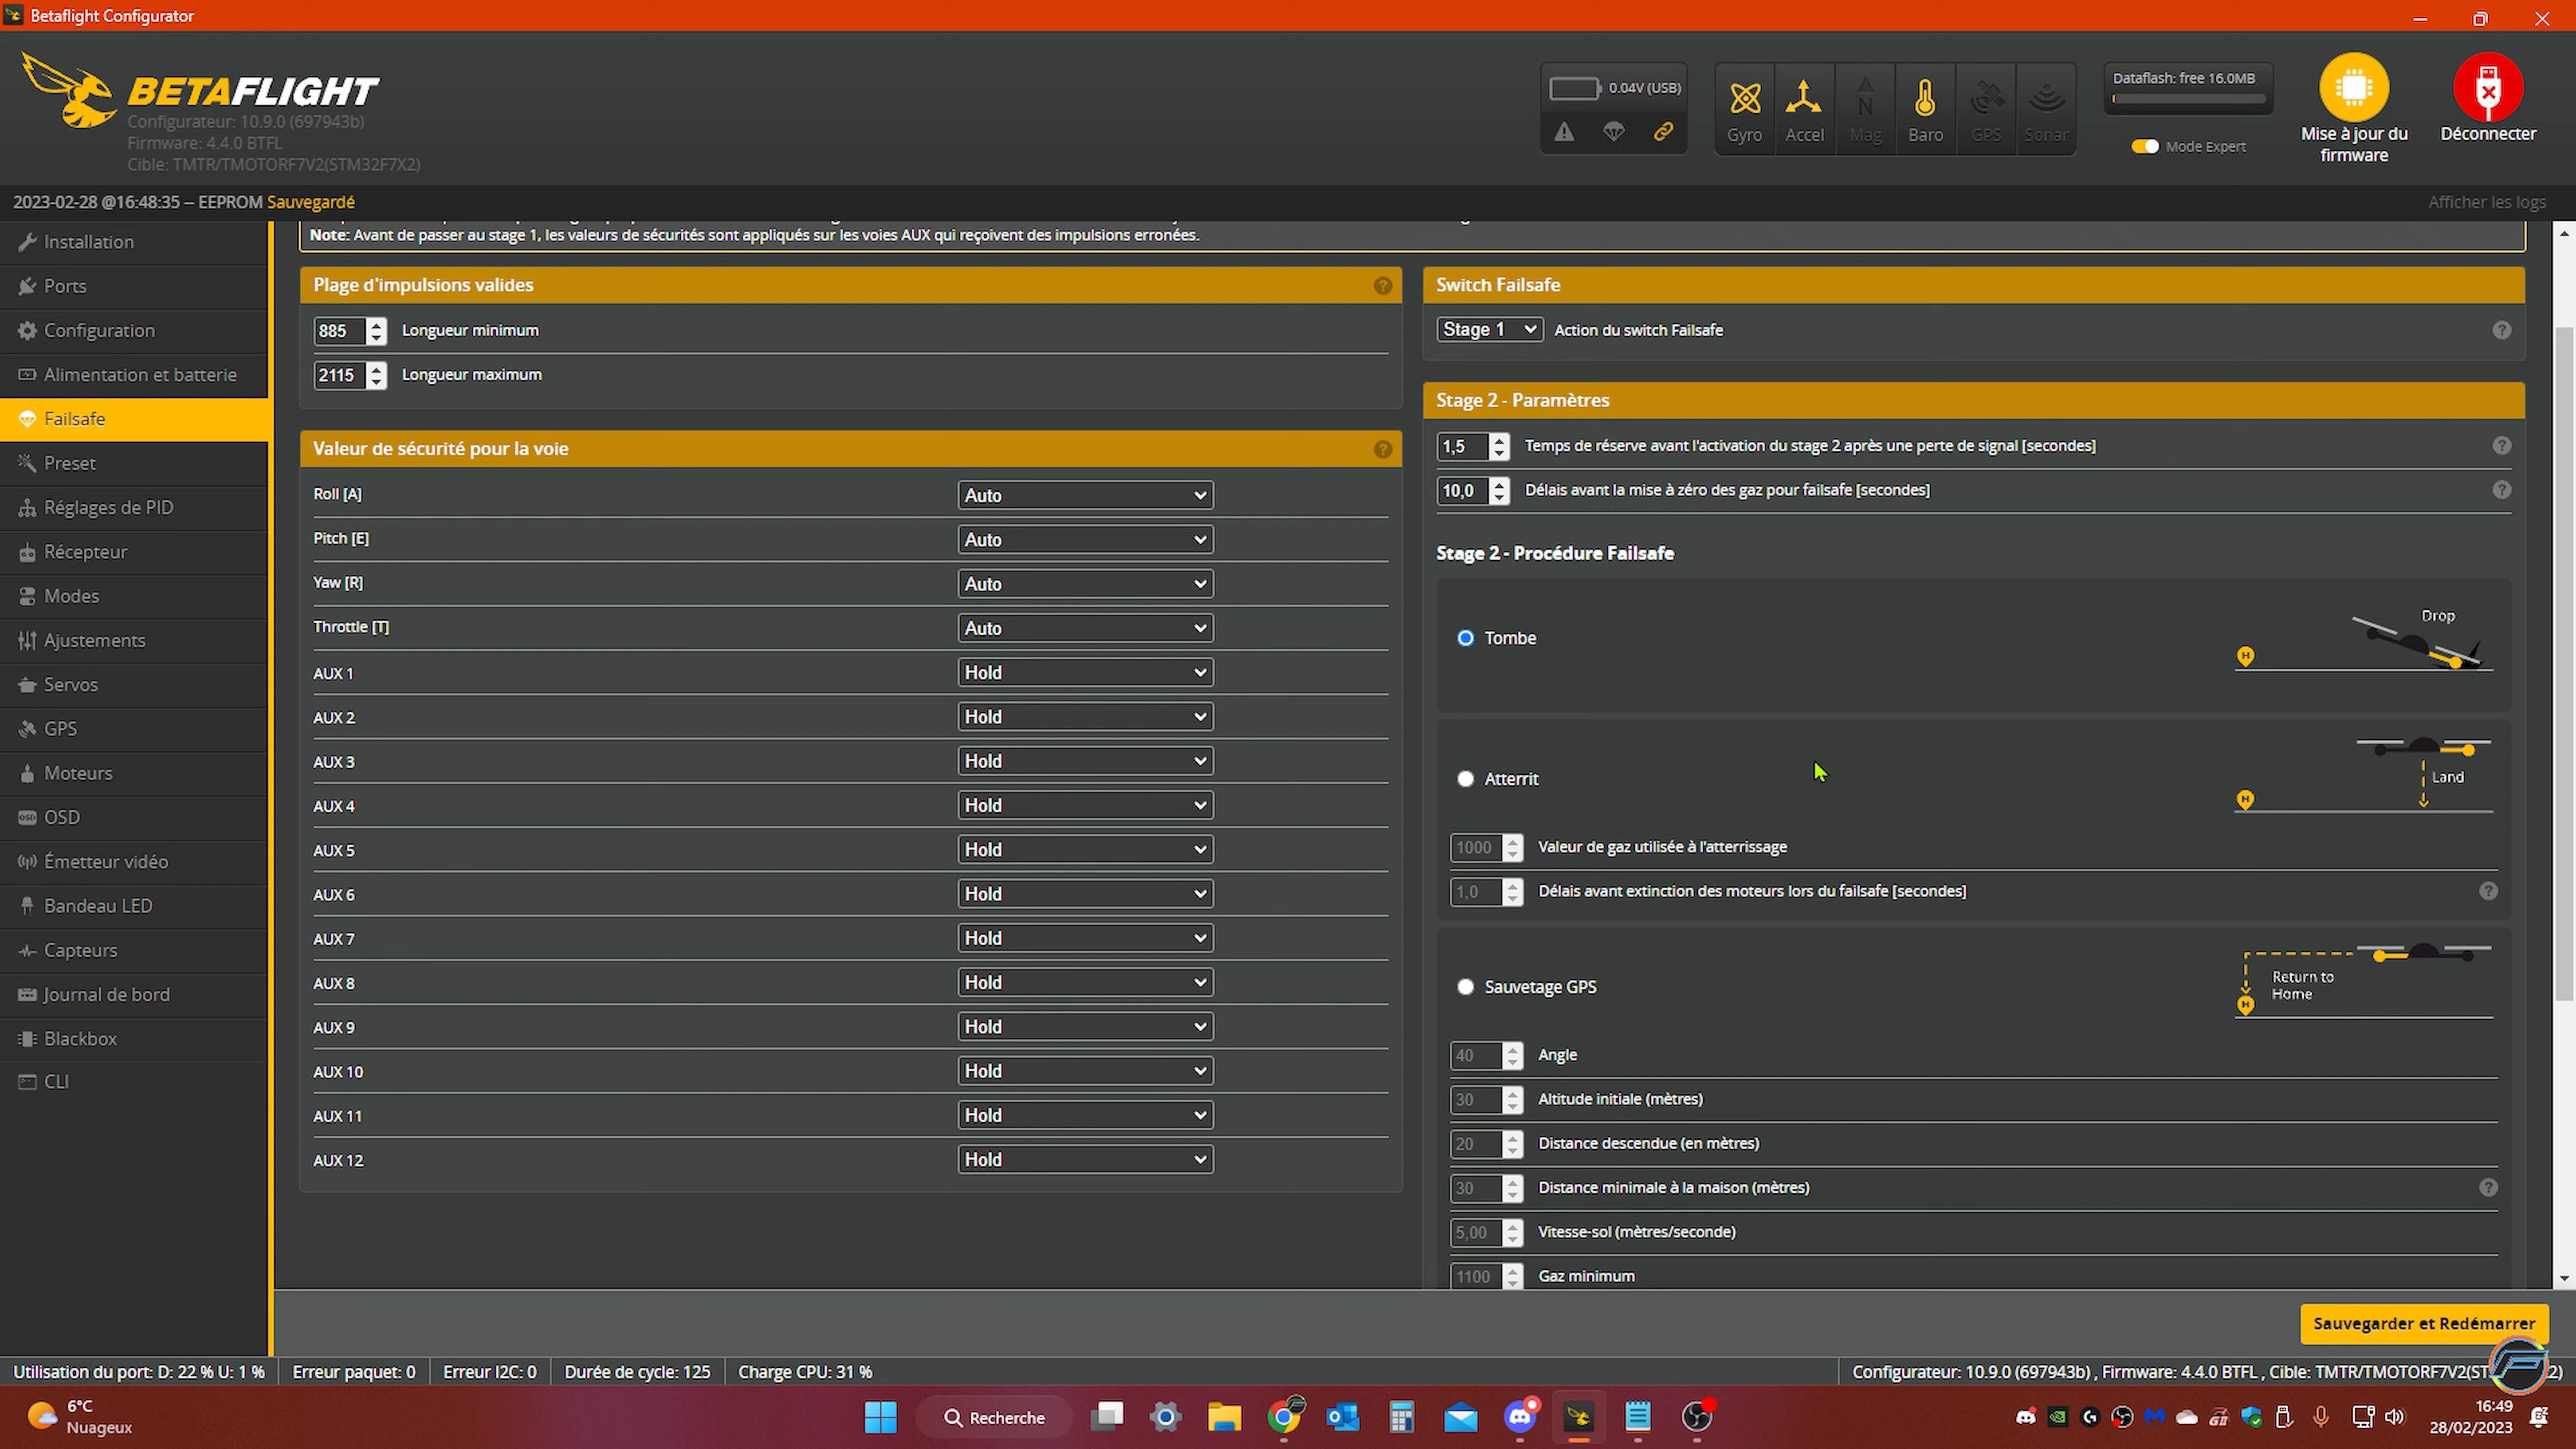 Betaflight Configurator
BETAFLIGHT
Configurateur: 10.9.0 (697943b)
Firmware: 4.4.0 BTFL
Cible: TMTR/TMOTORF7V2(STM32F7X2)
0.04V (USB)
Gyro
Accel
Mag
Baro
GPS
Sonar
Dataflash: free 16.0MB
Mode Expert
Mise à jour du
firmware
Déconnecter
2023-02-28 @16:48:35 – EEPROM Sauvegardé
Afficher les logs
Installation
Ports
Configuration
Alimentation et batterie
Failsafe
Preset
Réglages de PID
Récepteur
Modes
Ajustements
Servos
GPS
Moteurs
OSD
Émetteur vidéo
Bandeau LED
Capteurs
Journal de bord
Blackbox
CLI
Note: Avant de passer au stage 1, les valeurs de sécurités sont appliqués sur les voies AUX qui reçoivent des impulsions erronées.
Plage d'impulsions valides
885 Longueur minimum
2115 Longueur maximum
Valeur de sécurité pour la voie
Roll [A] Auto
Pitch [E] Auto
Yaw [R] Auto
Throttle [T] Auto
AUX 1 Hold
AUX 2 Hold
AUX 3 Hold
AUX 4 Hold
AUX 5 Hold
AUX 6 Hold
AUX 7 Hold
AUX 8 Hold
AUX 9 Hold
AUX 10 Hold
AUX 11 Hold
AUX 12 Hold
Switch Failsafe
Stage 1 Action du switch Failsafe
Stage 2 - Paramètres
1,5 Temps de réserve avant l'activation du stage 2 après une perte de signal [secondes]
10,0 Délais avant la mise à zéro des gaz pour failsafe [secondes]
Stage 2 - Procédure Failsafe
Tombe
Drop
H
Atterrit
Land
H
1000 Valeur de gaz utilisée à l'atterrissage
1,0 Délais avant extinction des moteurs lors du failsafe [secondes]
Sauvetage GPS
Return to
Home
H
40 Angle
30 Altitude initiale (mètres)
20 Distance descendue (en mètres)
30 Distance minimale à la maison (mètres)
5,00 Vitesse-sol (mètres/seconde)
1100 Gaz minimum
Sauvegarder et Redémarrer
Utilisation du port: D: 22 % U: 1 %
Erreur paquet: 0
Erreur I2C: 0
Durée de cycle: 125
Charge CPU: 31 %
Configurateur: 10.9.0 (697943b) , Firmware: 4.4.0 BTFL , Cible: TMTR/TMOTORF7V2(ST 2)
6°C
Nuageux
Recherche
16:49
28/02/2023